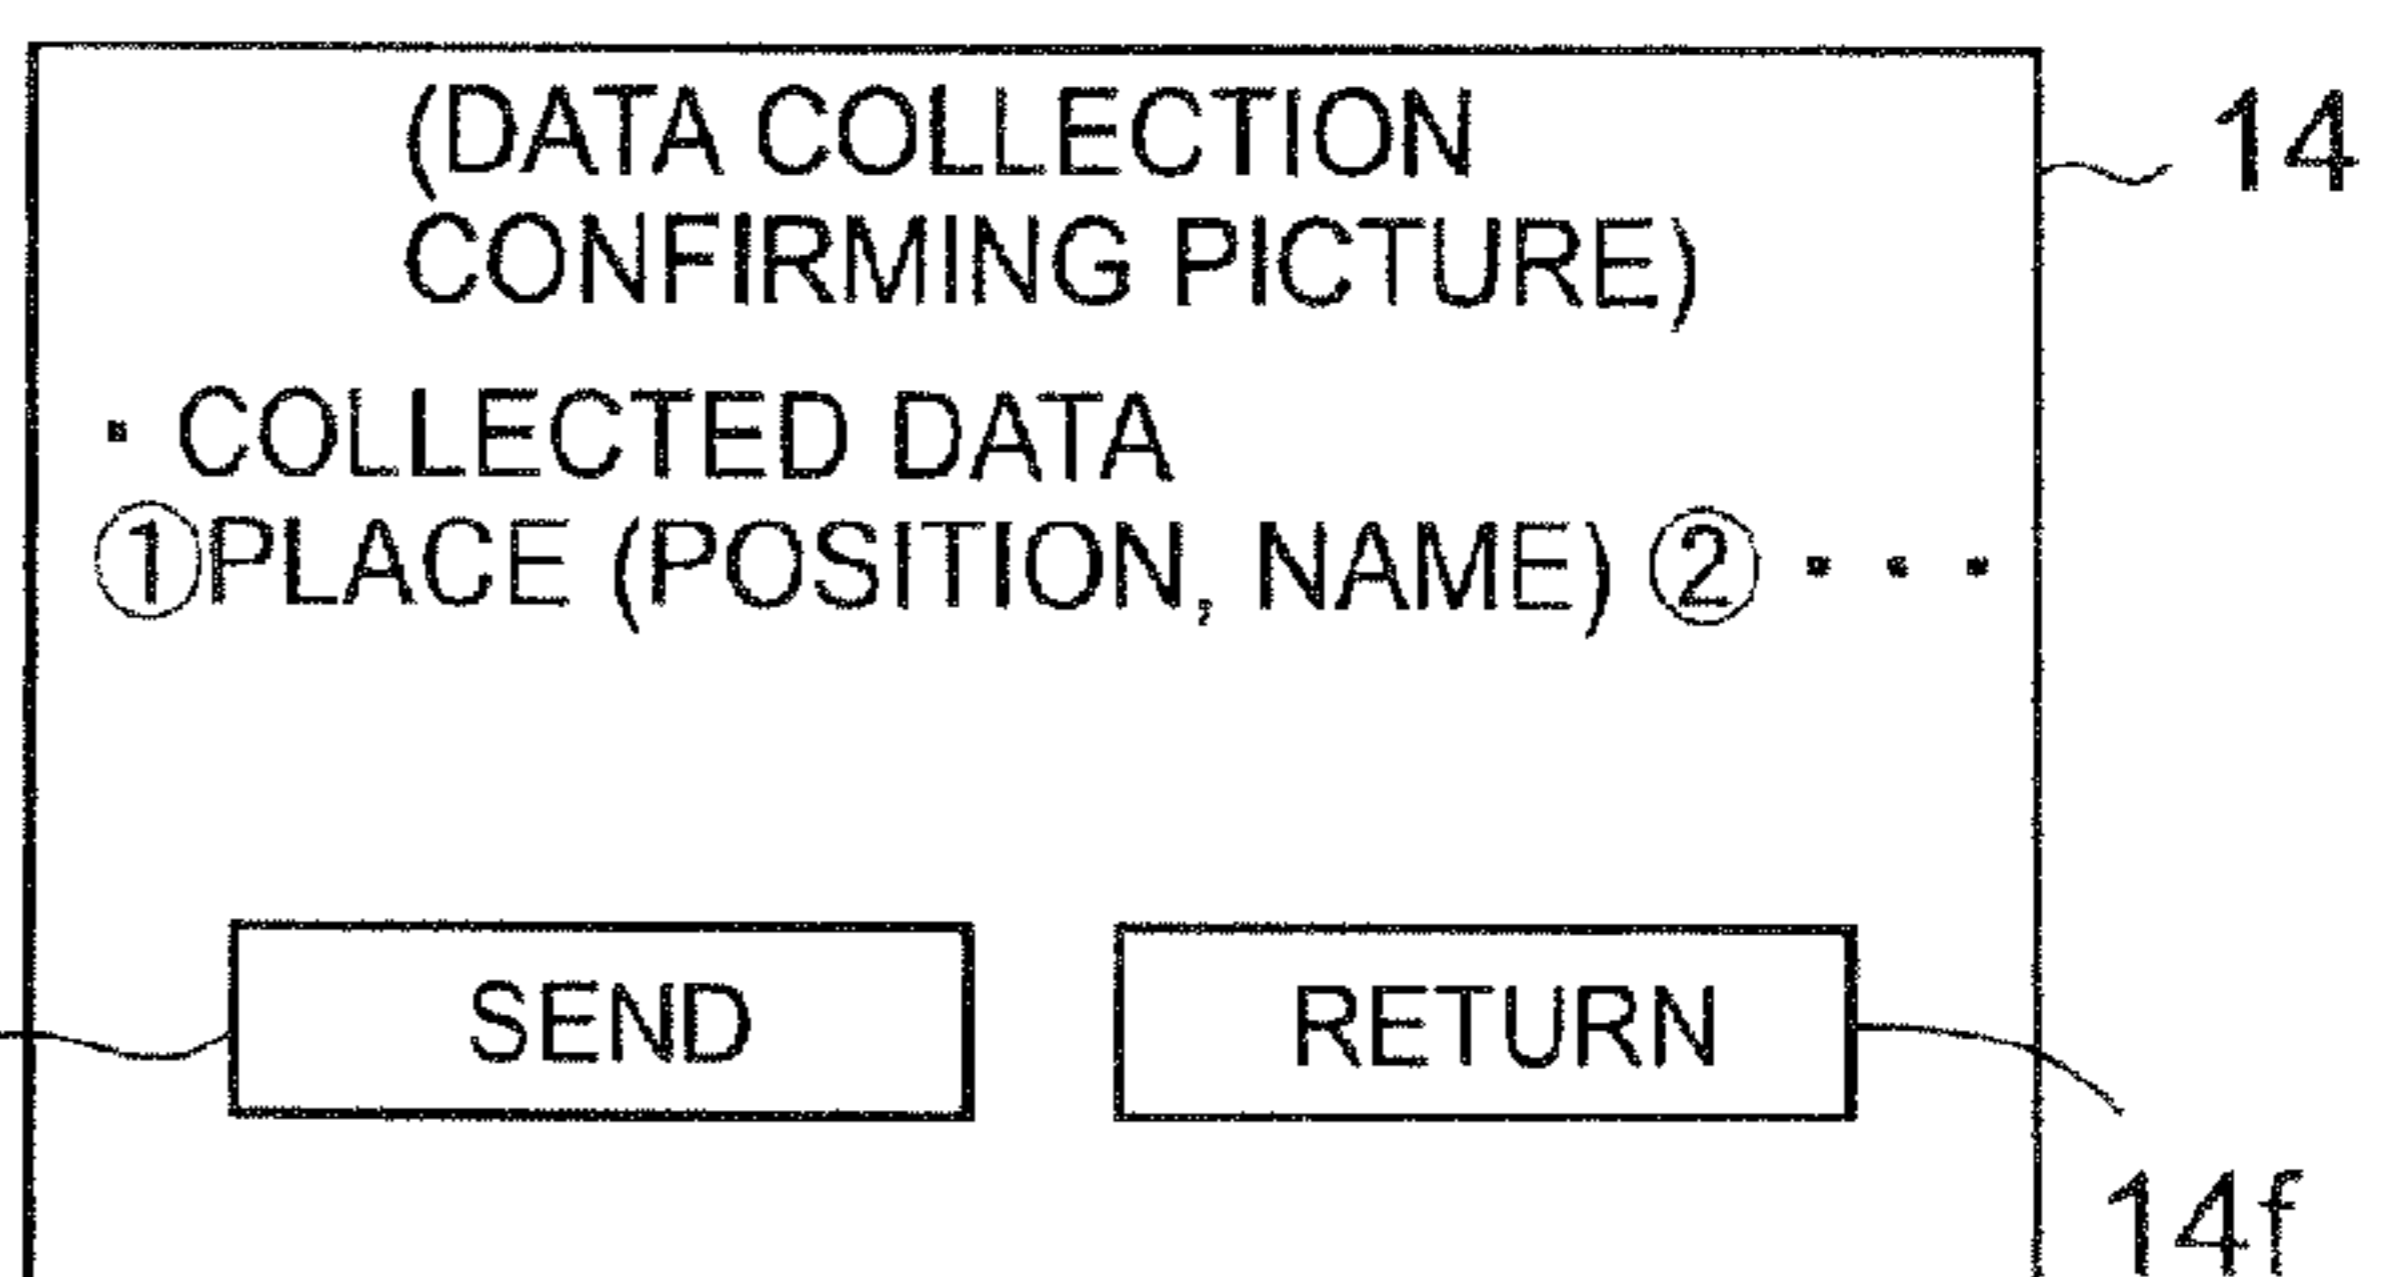 (DATA COLLECTION
CONFIRMING PICTURE)
14
· COLLECTED DATA
①PLACE (POSITION, NAME) ② · · ·
SEND
RETURN
14f